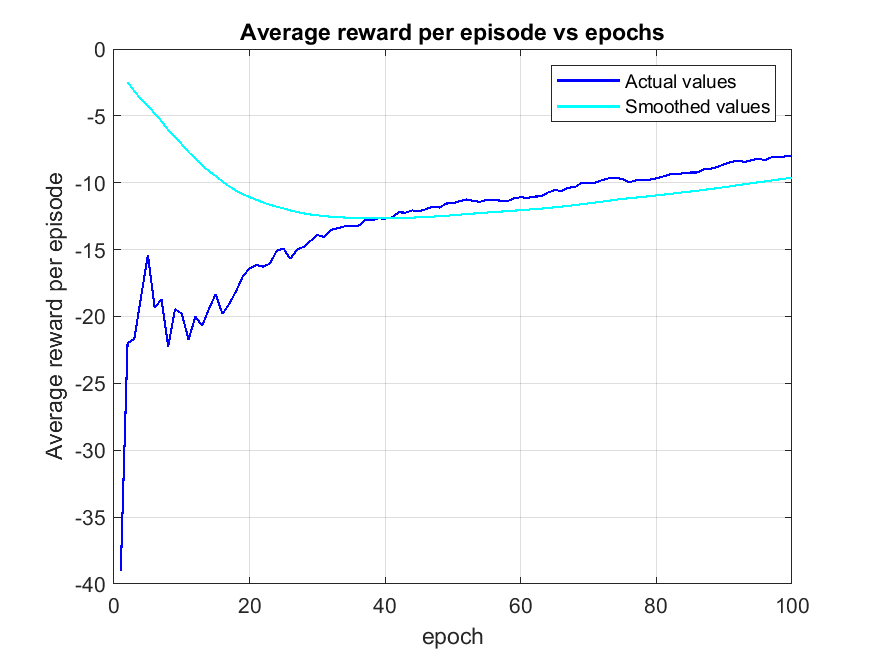 Average reward per episode vs epochs
Actual values
Smoothed values
Average reward per episode
0
-5
-10
-15
-20
-25
-30
-35
-40
0 20 40 60 80 100
epoch